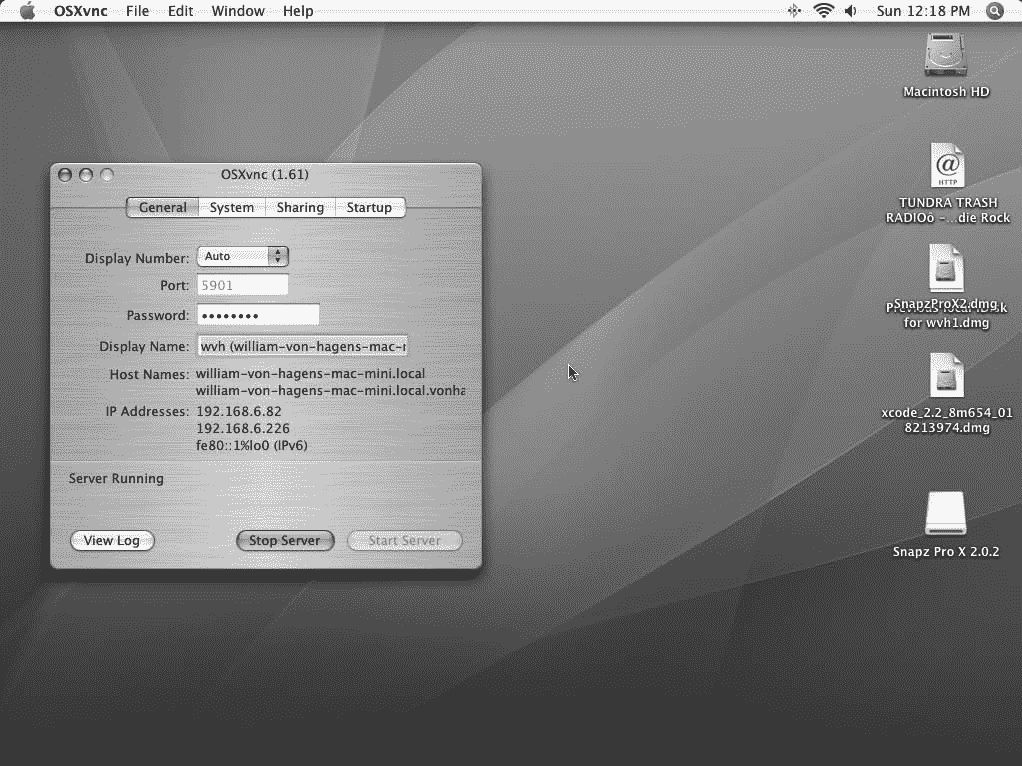 OSXvnc File Edit Window Help Sun 12:18 PM
Macintosh HD
HTTP
TUNDRA TRASH
RADIOô -...die Rock
SnapzProX2.dmg
for wvh1.dmg
xcode_2.2_8m654_01
8213974.dmg
Snapz Pro X 2.0.2
OSXvnc (1.61)
General System Sharing Startup
Display Number: Auto
Port: 5901
Password: ••••••••
Display Name: wvh (william-von-hagens-mac-r
Host Names: william-von-hagens-mac-mini.local
william-von-hagens-mac-mini.local.vonha
IP Addresses: 192.168.6.82
192.168.6.226
fe80::1%lo0 (IPv6)
Server Running
View Log Stop Server Start Server